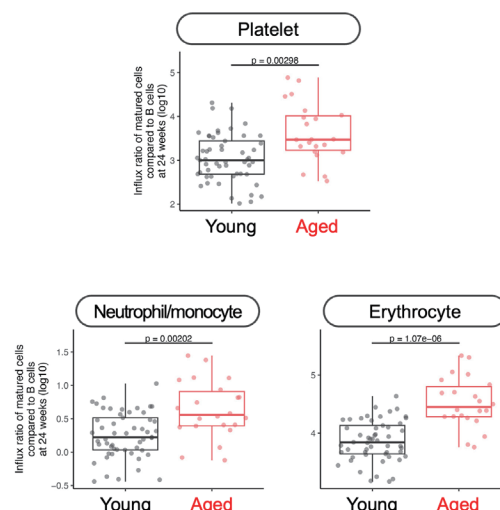 Platelet
Influx ratio of matured cells
compared to B cells
at 24 weeks (log10)
5
4
3
2
p = 0.00298
Young
Aged
Neutrophil/monocyte
Influx ratio of matured cells
compared to B cells
at 24 weeks (log10)
1.5
1.0
0.5
0.0
−0.5
p = 0.00202
Young
Aged
Erythrocyte
5
4
p = 1.07e−06
Young
Aged